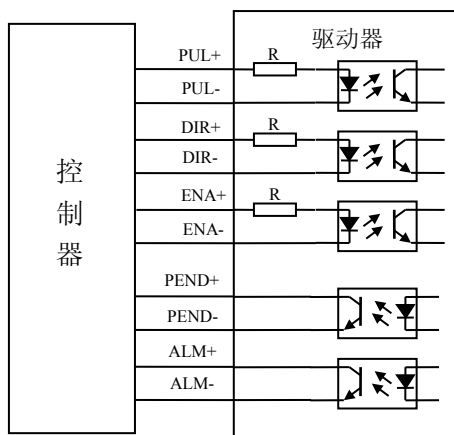 驱动器
PUL+
R
PUL-
DIR+
R
DIR-
控制器
ENA+
R
ENA-
PEND+
PEND-
ALM+
ALM-